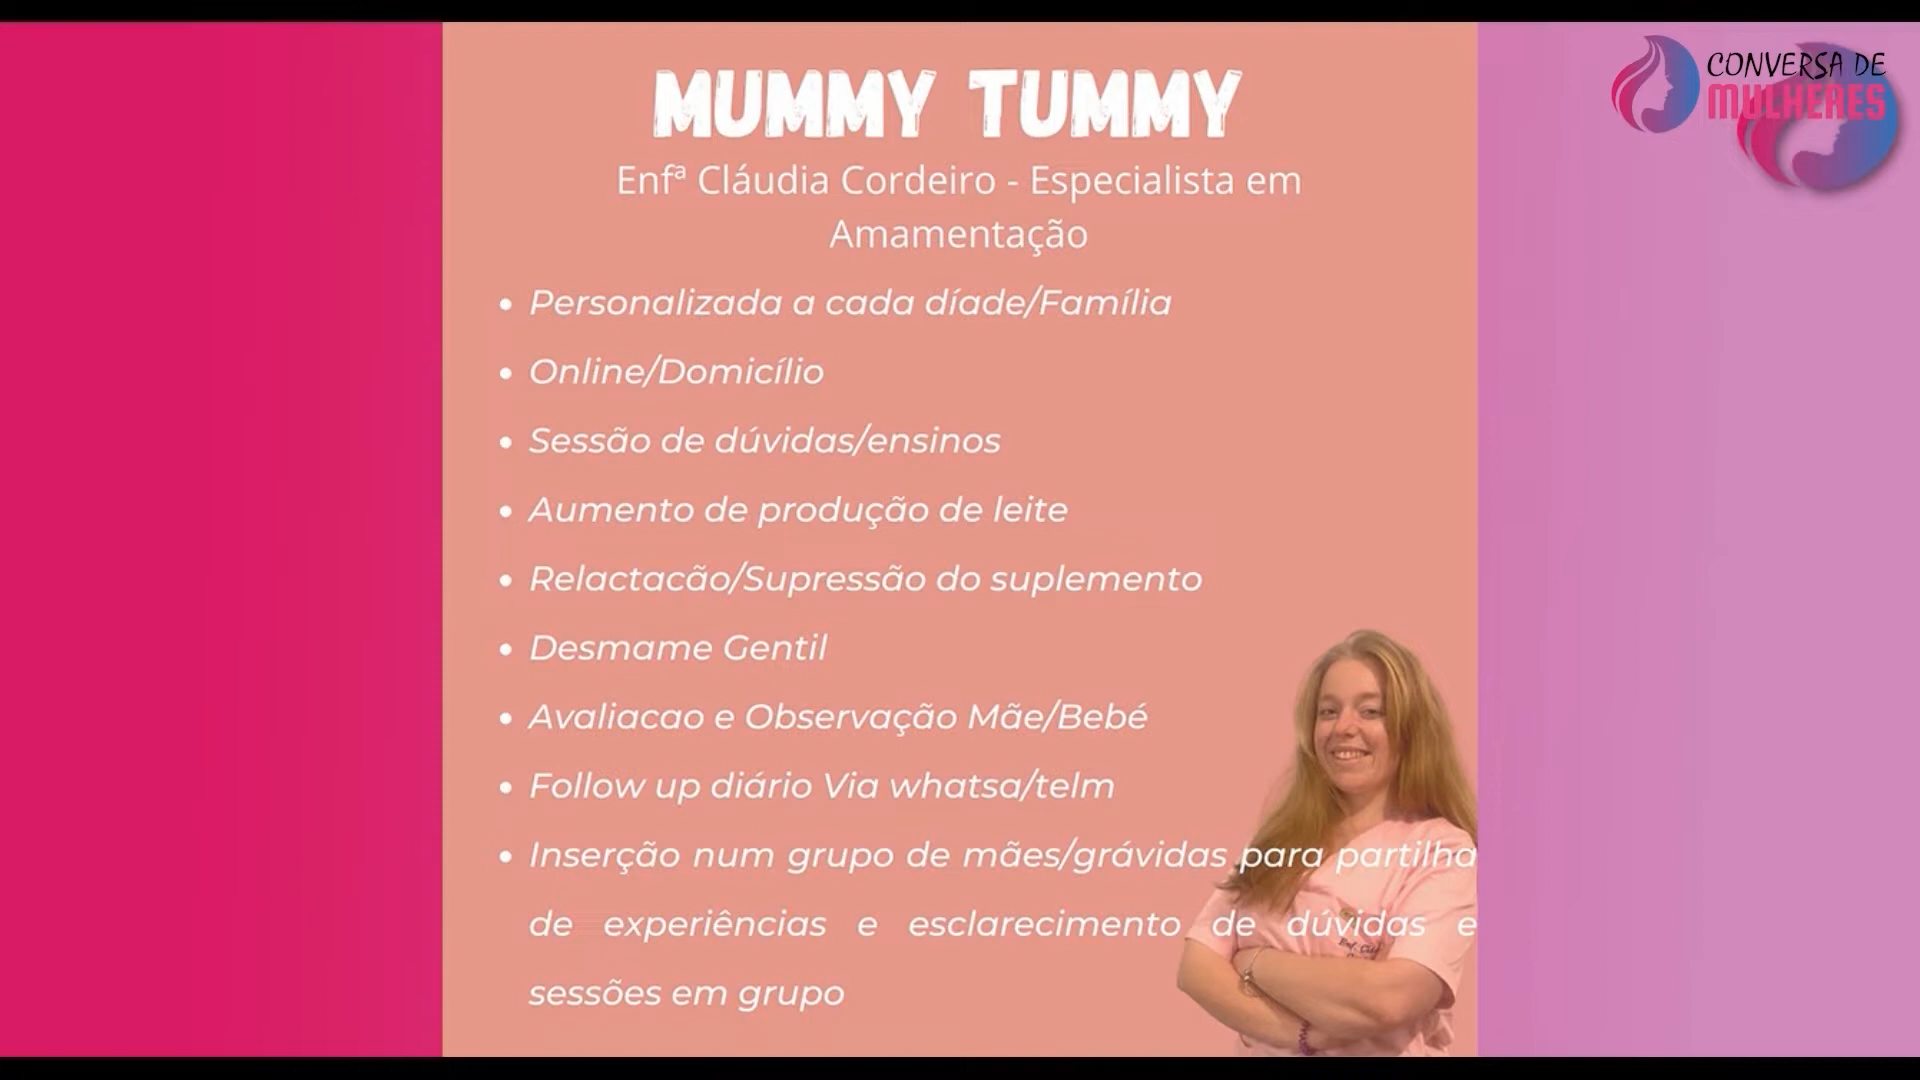 MUMMY TUMMY
CONVERSA DE
MULHERES
Enfª Cláudia Cordeiro - Especialista em
Amamentação
• Personalizada a cada díade/Família
• Online/Domicílio
• Sessão de dúvidas/ensinos
• Aumento de produção de leite
• Relactacão/Supressão do suplemento
• Desmame Gentil
• Avaliacao e Observação Mãe/Bebé
• Follow up diário Via whatsa/telm
• Inserção num grupo de mães/grávidas para partilha
de experiências e esclarecimento de dúvidas e
sessões em grupo